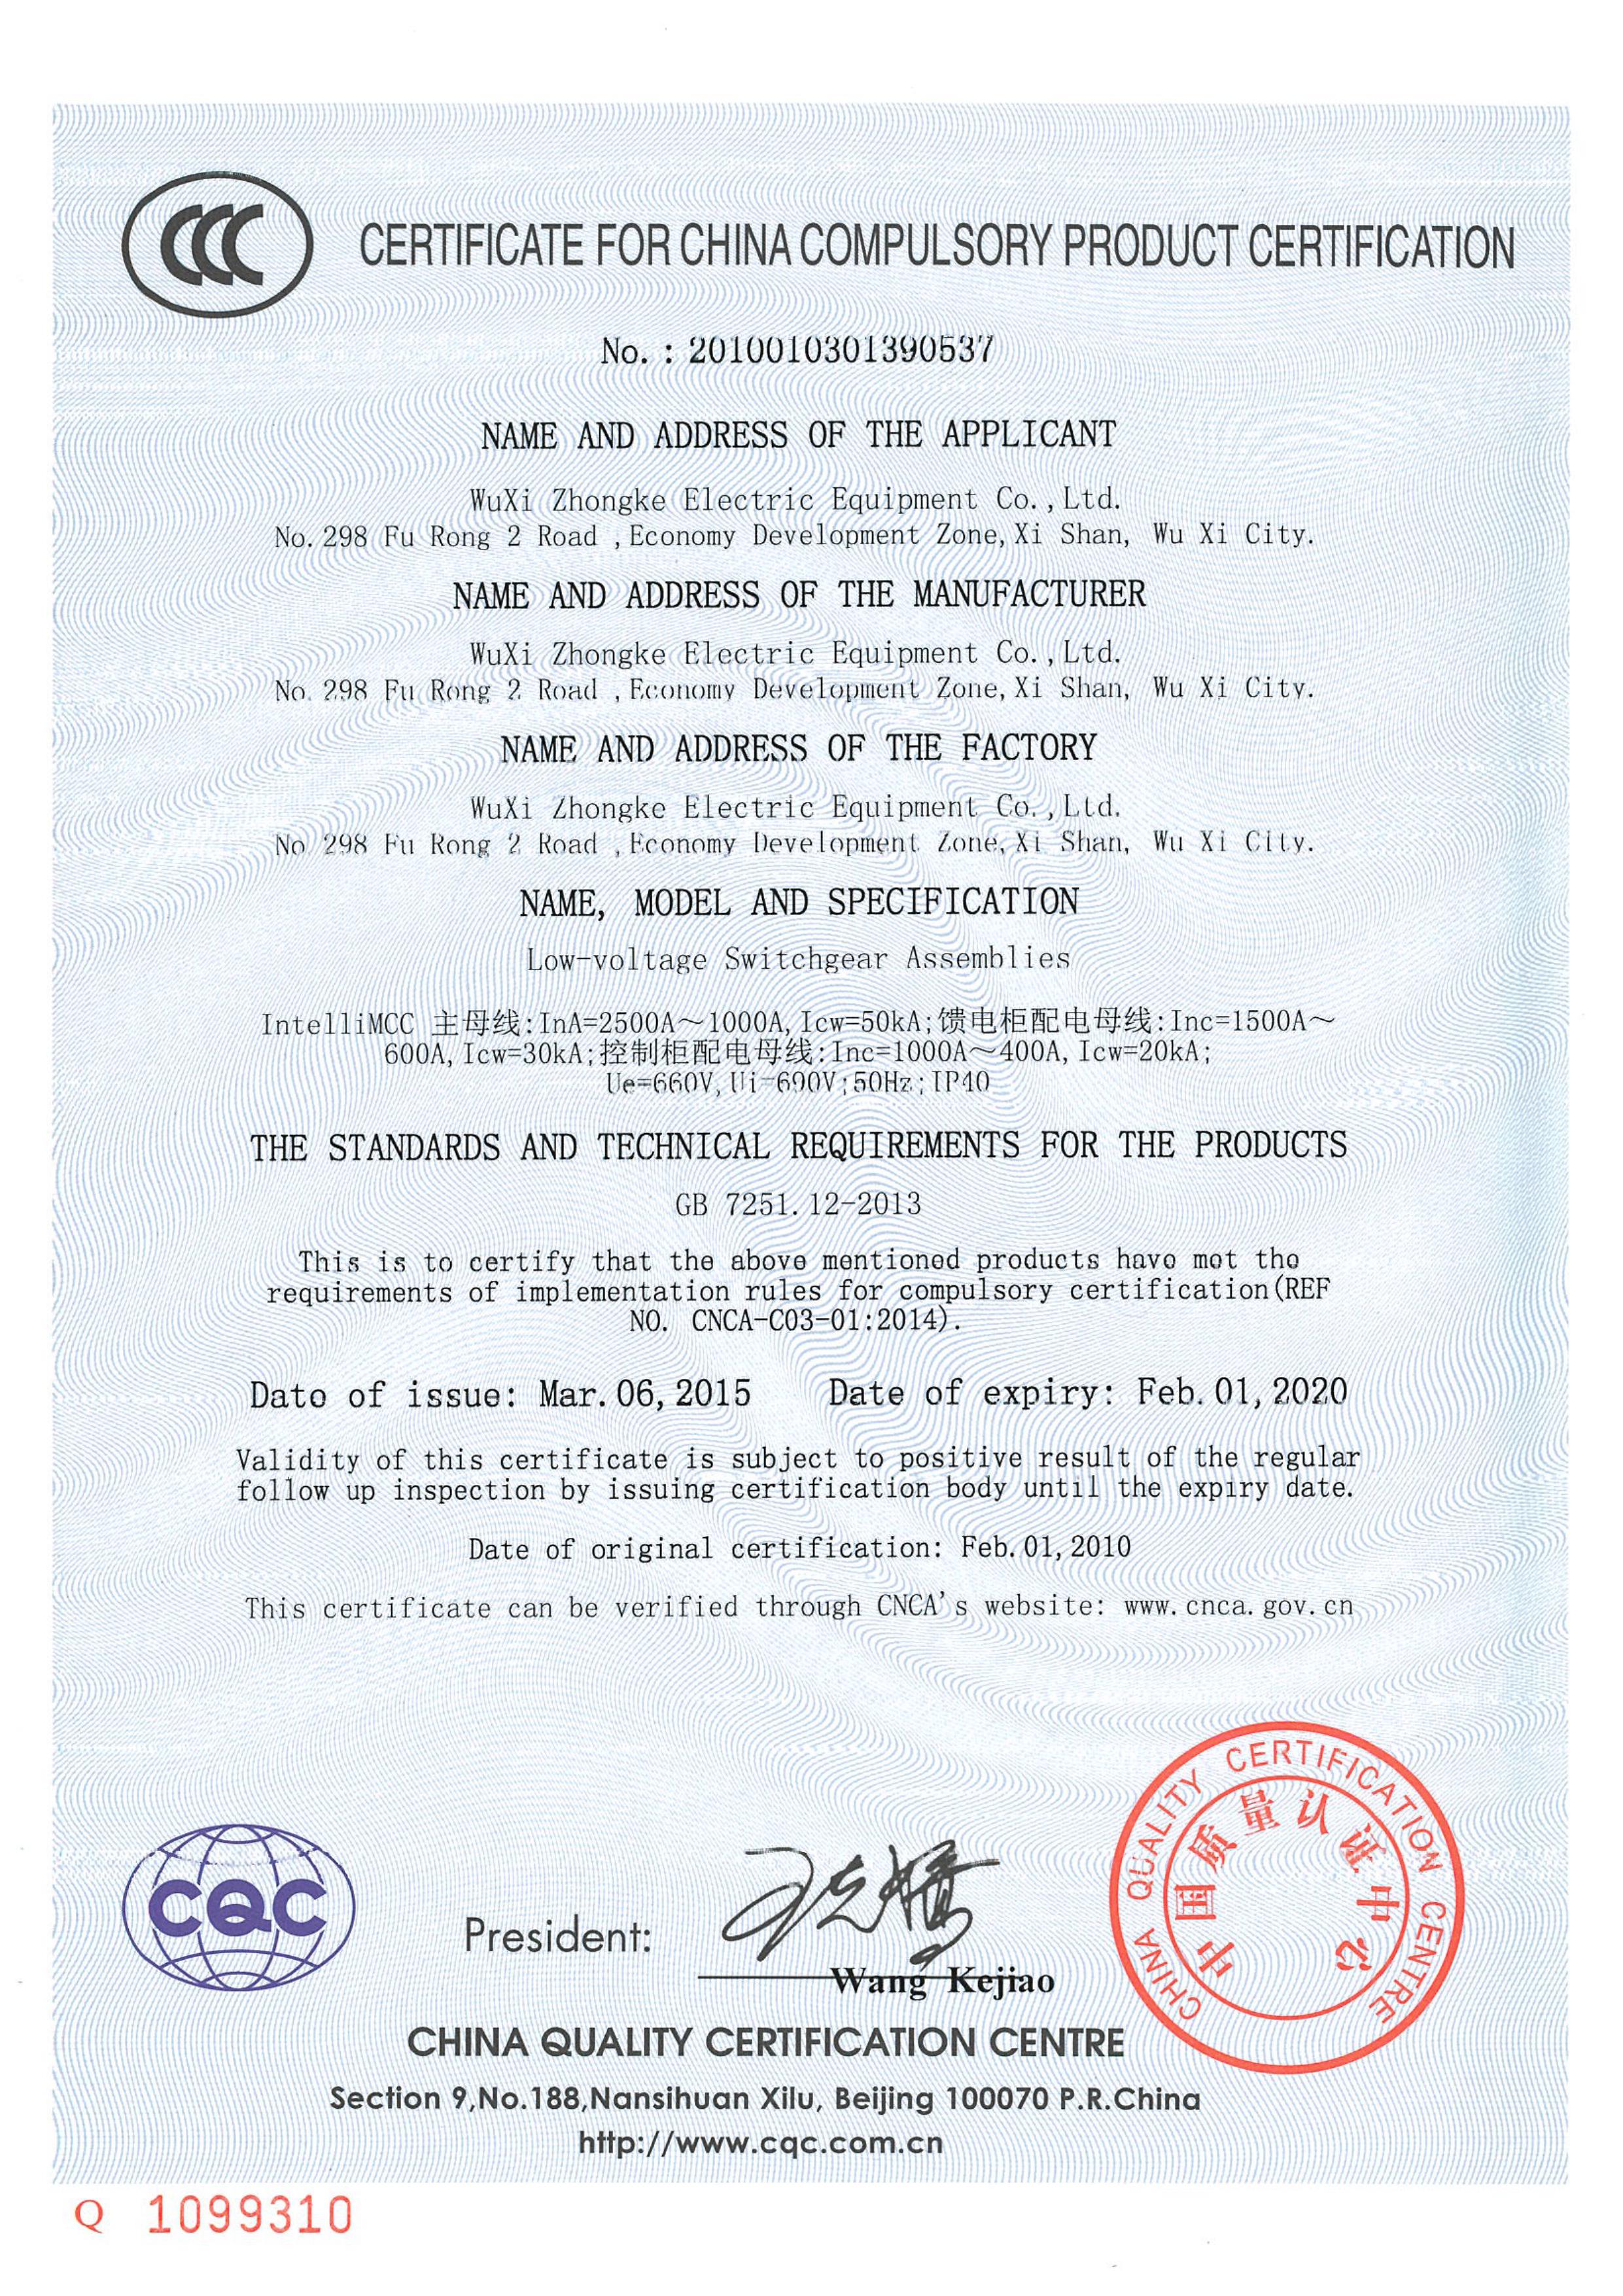 CCC
CERTIFICATE FOR CHINA COMPULSORY PRODUCT CERTIFICATION
No. : 2010010301390537
NAME AND ADDRESS OF THE APPLICANT
WuXi Zhongke Electric Equipment Co.,Ltd.
No.298 Fu Rong 2 Road ,Economy Development Zone,Xi Shan, Wu Xi City.
NAME AND ADDRESS OF THE MANUFACTURER
WuXi Zhongke Electric Equipment Co.,Ltd.
No.298 Fu Rong 2 Road ,Economy Development Zone,Xi Shan, Wu Xi City.
NAME AND ADDRESS OF THE FACTORY
WuXi Zhongke Electric Equipment Co.,Ltd.
No.298 Fu Rong 2 Road ,Economy Development Zone,Xi Shan, Wu Xi City.
NAME, MODEL AND SPECIFICATION
Low-voltage Switchgear Assemblies
IntelliMCC 主母线:InA=2500A～1000A,Icw=50kA;馈电柜配电母线:Inc=1500A～
600A,Icw=30kA;控制柜配电母线:Inc=1000A～400A,Icw=20kA;
Ue=660V,Ui=690V;50Hz;IP40
THE STANDARDS AND TECHNICAL REQUIREMENTS FOR THE PRODUCTS
GB 7251.12-2013
This is to certify that the above mentioned products have met the
requirements of implementation rules for compulsory certification(REF
NO. CNCA-C03-01:2014).
Date of issue: Mar.06,2015 Date of expiry: Feb.01,2020
Validity of this certificate is subject to positive result of the regular
follow up inspection by issuing certification body until the expiry date.
Date of original certification: Feb.01,2010
This certificate can be verified through CNCA's website: www.cnca.gov.cn
CQC
President:
王克娇
Wang Kejiao
CHINA QUALITY CERTIFICATION CENTRE
中国质量认证中心
CHINA QUALITY CERTIFICATION CENTRE
Section 9,No.188,Nansihuan Xilu, Beijing 100070 P.R.China
http://www.cqc.com.cn
Q 1099310